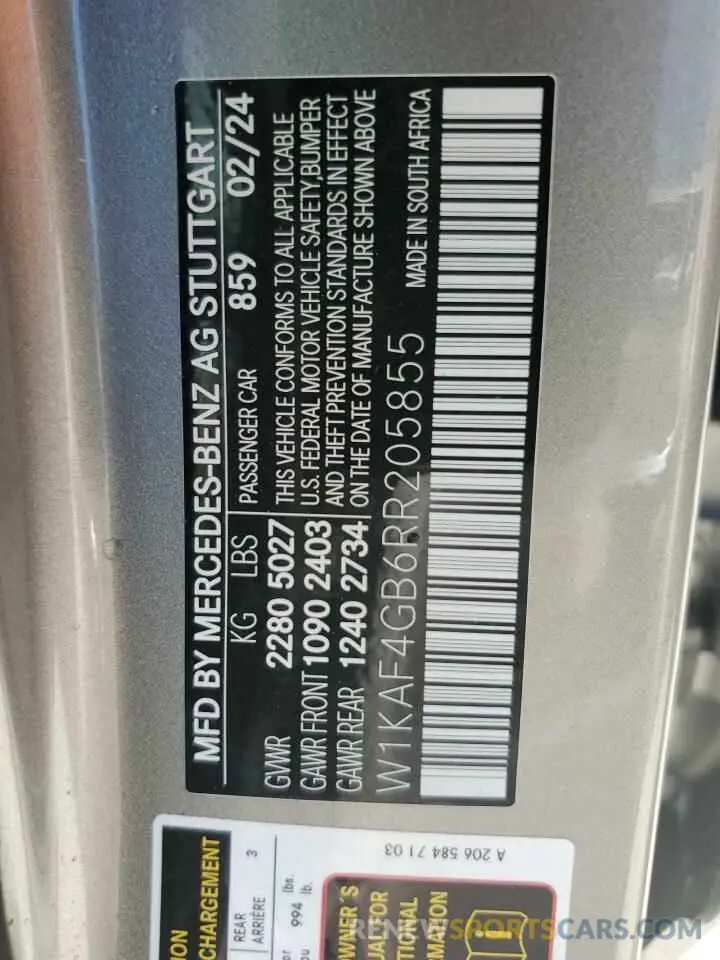 MFD BY MERCEDES-BENZ AG STUTTGART
KG LBS PASSENGER CAR 859 02/24
GVWR 2280 5027
GAWR FRONT 1090 2403
GAWR REAR 1240 2734
THIS VEHICLE CONFORMS TO ALL APPLICABLE
U.S. FEDERAL MOTOR VEHICLE SAFETY,BUMPER
AND THEFT PREVENTION STANDARDS IN EFFECT
ON THE DATE OF MANUFACTURE SHOWN ABOVE
W1KAF4GB6RR205855 MADE IN SOUTH AFRICA
CHARGEMENT
REAR 3
ARRIÈRE
994 lbs.
lb.
A 206 584 71 03
RENEWSPORTSCARS.COM